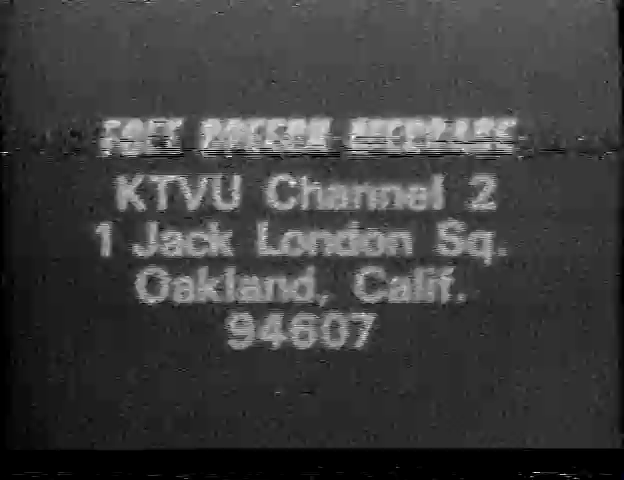 KTVU Channel 2
1 Jack London Sq.
Oakland, Calif.
94607